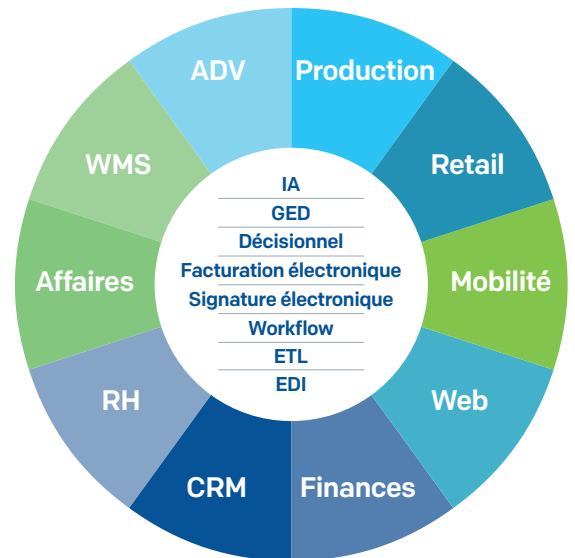 ADV
Production
Retail
Mobilité
Web
Finances
CRM
RH
Affaires
WMS
IA
GED
Décisionnel
Facturation électronique
Signature électronique
Workflow
ETL
EDI